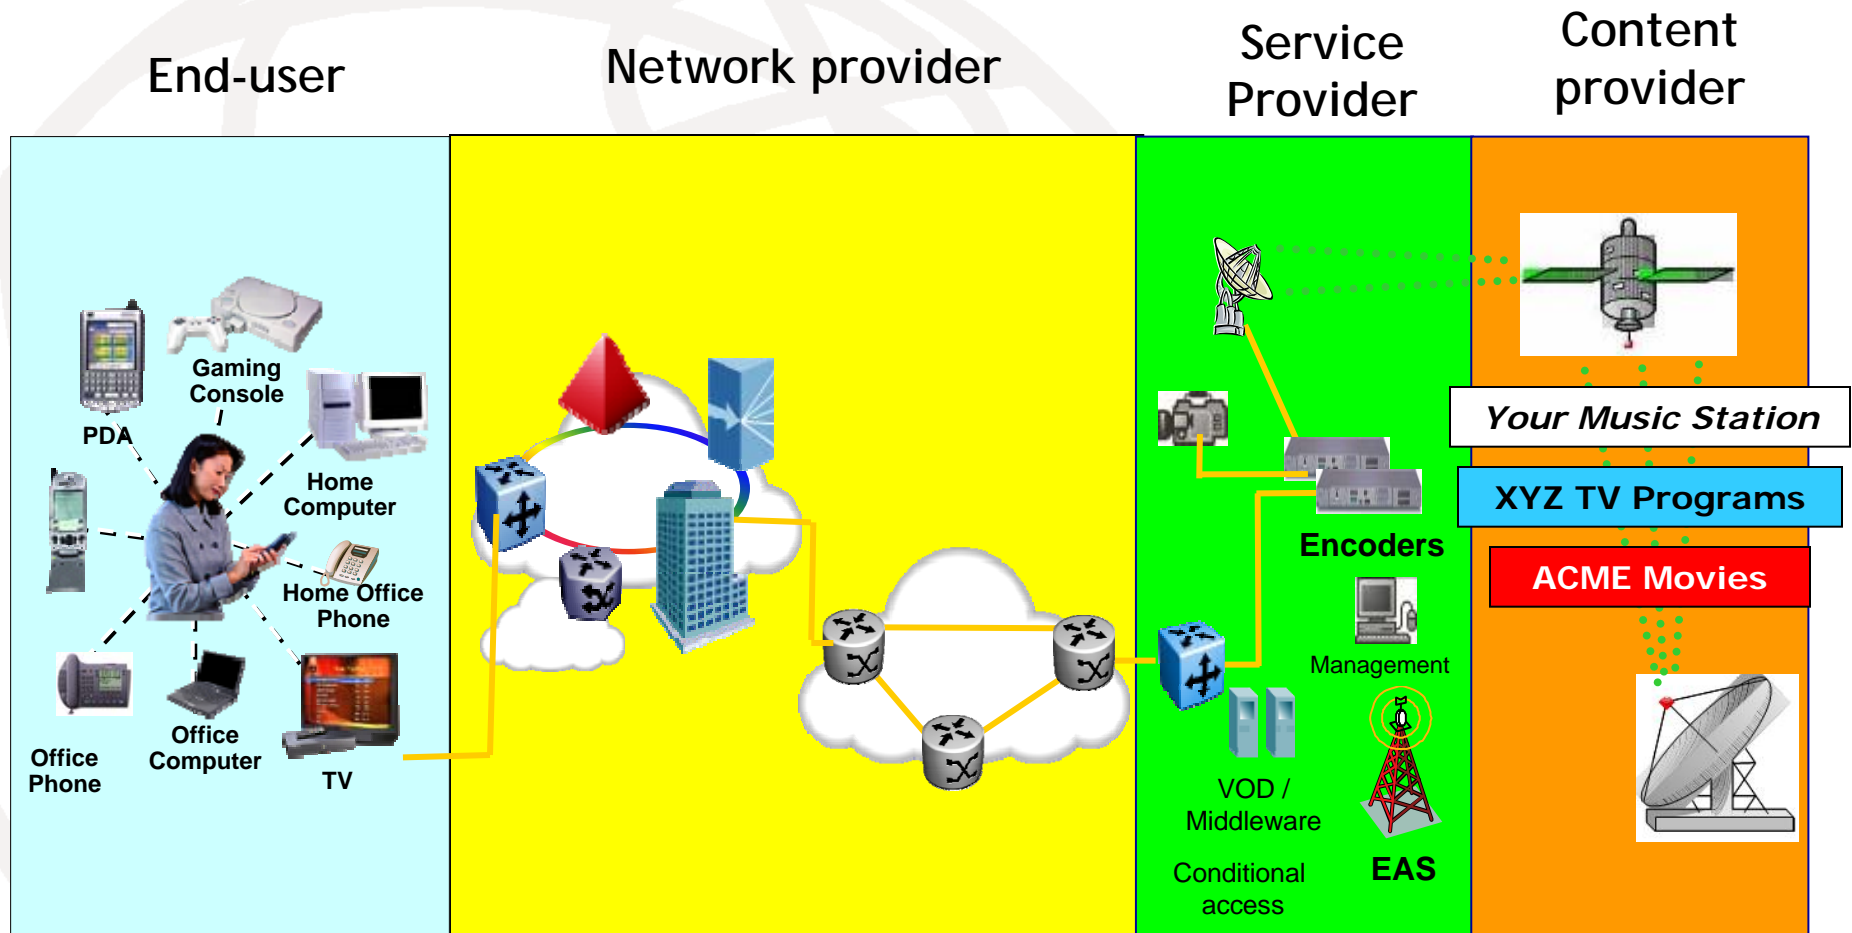 End-user
Network provider
Service
Provider
Content
provider
Gaming
Console
PDA
Home
Computer
Home Office
Phone
Office
Phone
Office
Computer
TV
Encoders
Management
VOD /
Middleware
Conditional
access
EAS
Your Music Station
XYZ TV Programs
ACME Movies